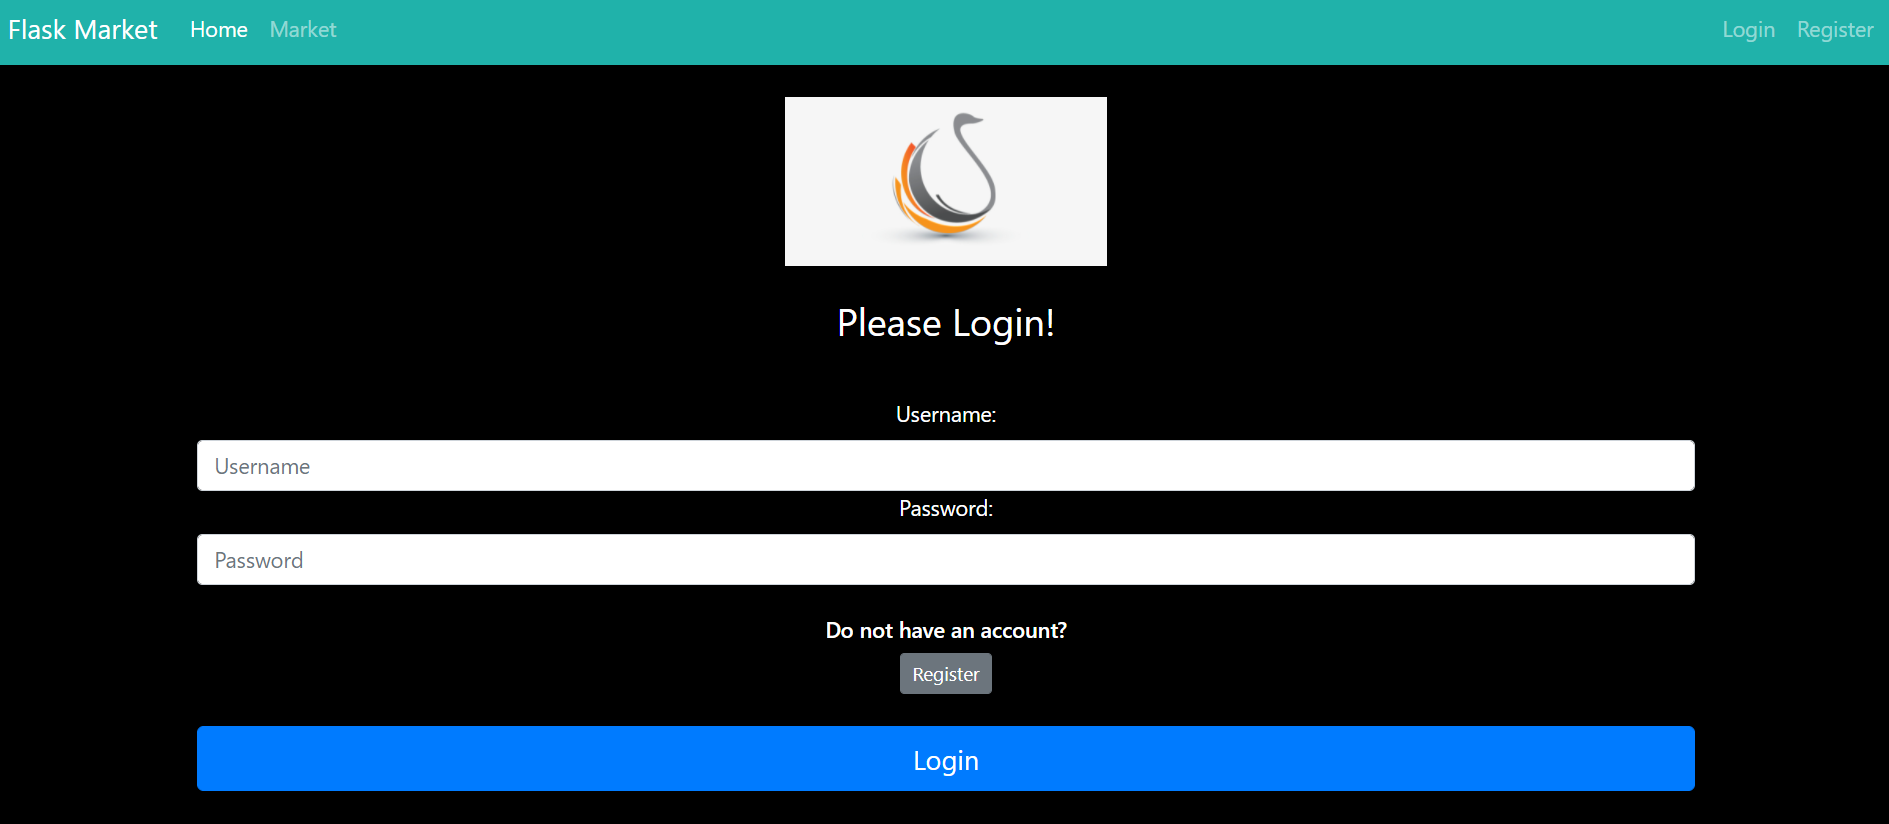 Flask Market Home Market Login Register
Please Login!
Username:
Username
Password:
Password
Do not have an account?
Register
Login